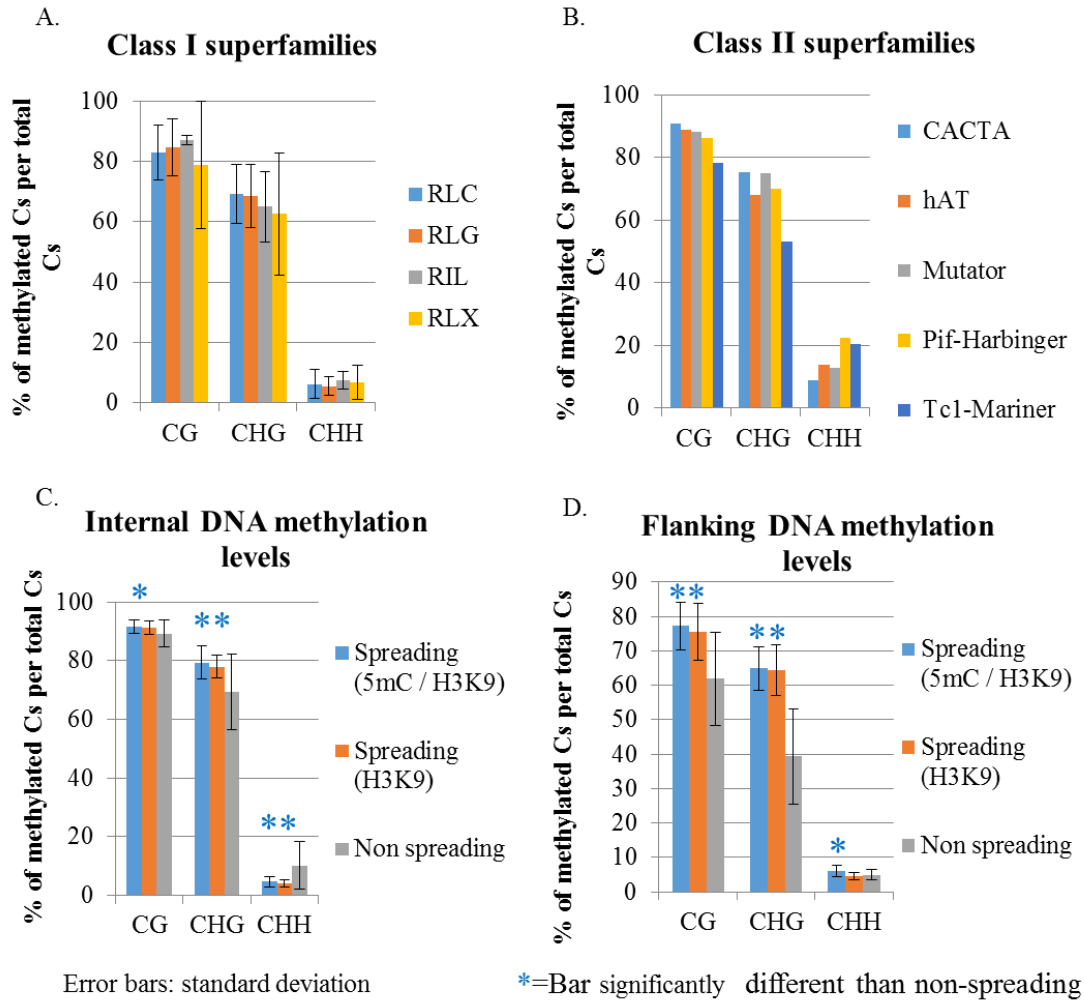 A.
Class I superfamilies
% of methylated Cs per total
Cs
100
80
60
40
20
0
CG
CHG
CHH
RLC
RLG
RIL
RLX
B.
Class II superfamilies
% of methylated Cs per total
Cs
100
80
60
40
20
0
CG
CHG
CHH
CACTA
hAT
Mutator
Pif-Harbinger
Tc1-Mariner
C.
Internal DNA methylation
levels
% of methylated Cs per total Cs
100
80
60
40
20
0
*
**
**
CG
CHG
CHH
Spreading
(5mC / H3K9)
Spreading
(H3K9)
Non spreading
D.
Flanking DNA methylation
levels
% of methylated Cs per total Cs
90
80
70
60
50
40
30
20
10
0
**
**
*
CG
CHG
CHH
Spreading
(5mC / H3K9)
Spreading
(H3K9)
Non spreading
Error bars: standard deviation
*=Bar significantly different than non-spreading